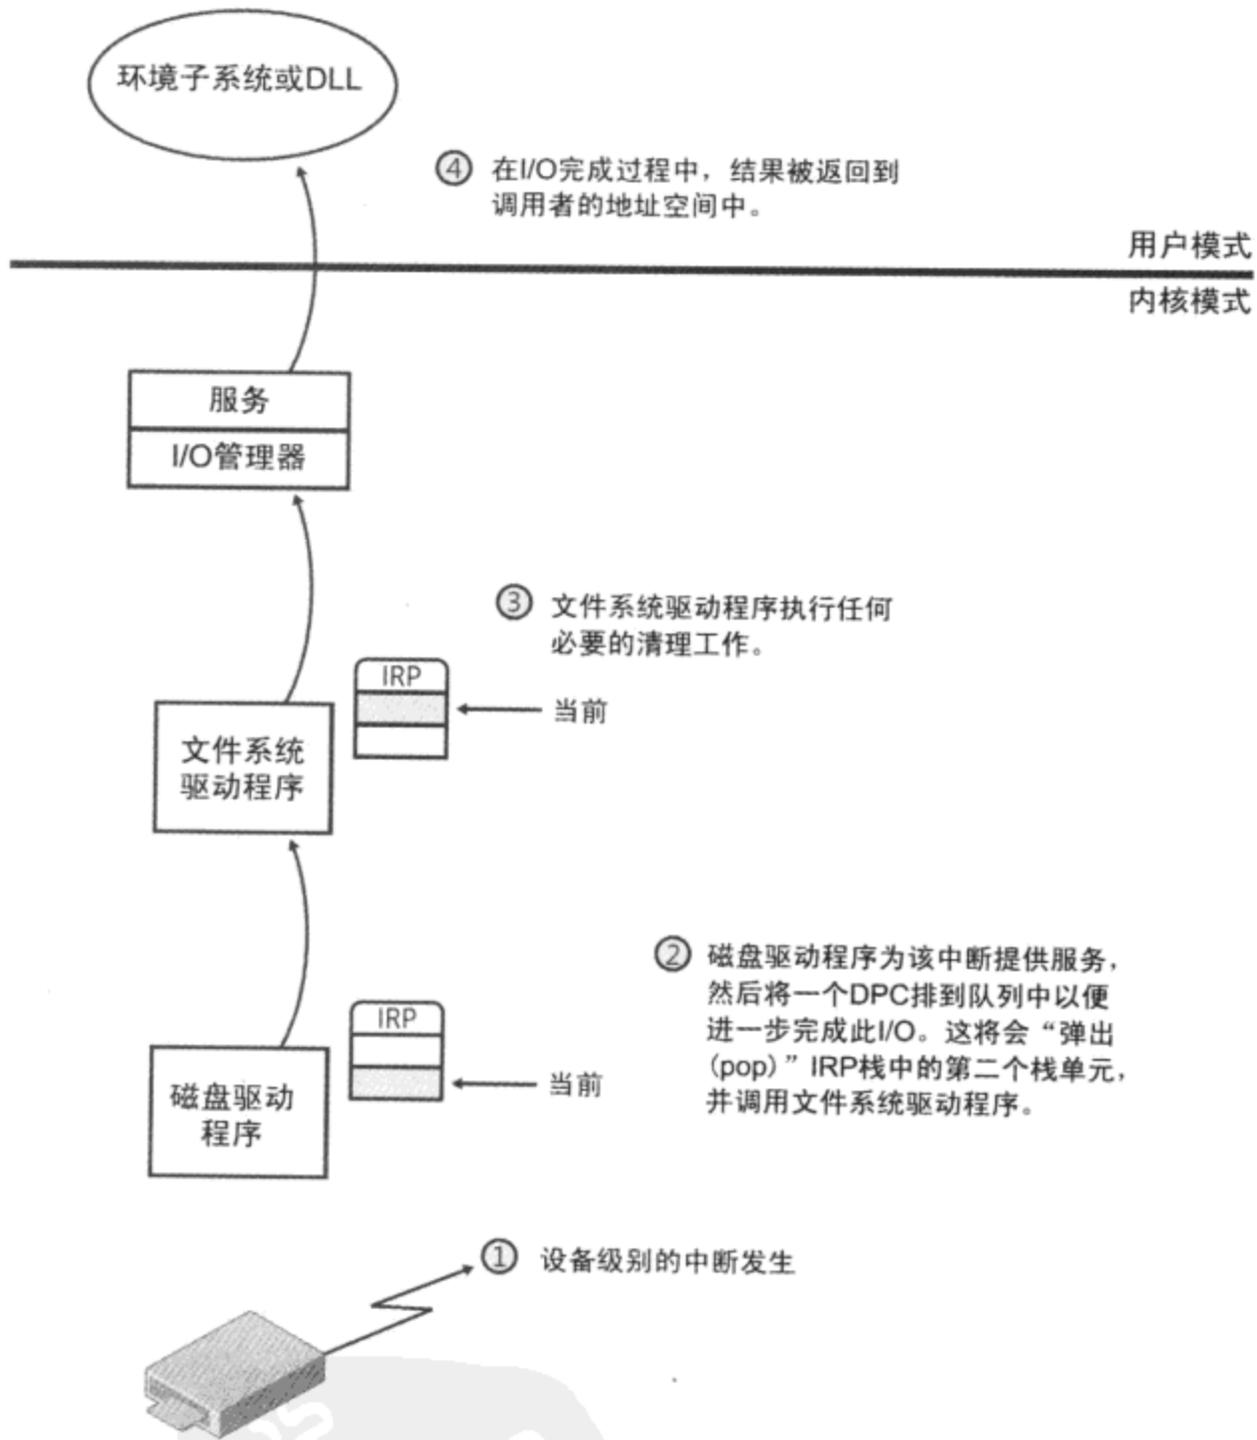 环境子系统或DLL
④ 在I/O完成过程中，结果被返回到
调用者的地址空间中。
用户模式
内核模式
服务
I/O管理器
③ 文件系统驱动程序执行任何
必要的清理工作。
IRP
当前
文件系统
驱动程序
② 磁盘驱动程序为该中断提供服务，
然后将一个DPC排到队列中以便
进一步完成此I/O。这将会“弹出
(pop)”IRP栈中的第二个栈单元，
并调用文件系统驱动程序。
IRP
当前
磁盘驱动
程序
① 设备级别的中断发生